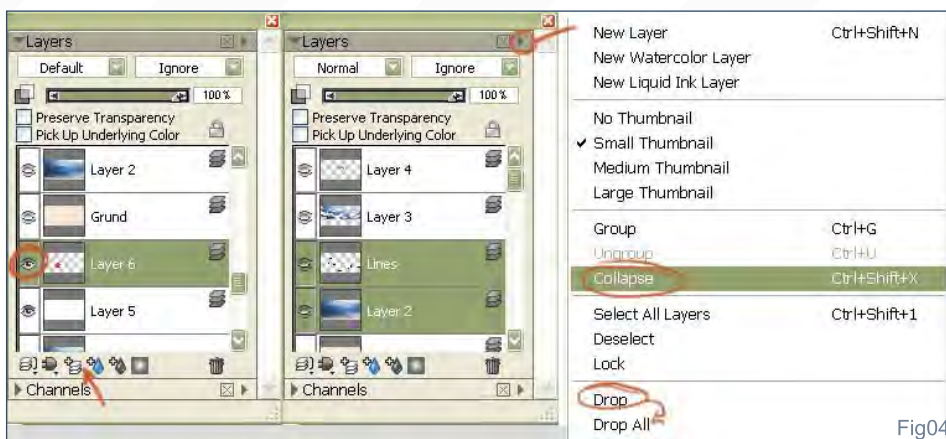 Layers
Default Ignore
100%
Preserve Transparency
Pick Up Underlying Color
Layer 2
Grund
Layer 6
Layer 5
Channels
Layers
Normal Ignore
100%
Preserve Transparency
Pick Up Underlying Color
Layer 4
Layer 3
Lines
Layer 2
Channels
New Layer Ctrl+Shift+N
New Watercolor Layer
New Liquid Ink Layer
No Thumbnail
Small Thumbnail
Medium Thumbnail
Large Thumbnail
Group Ctrl+G
Ungroup Ctrl+U
Collapse Ctrl+Shift+X
Select All Layers Ctrl+Shift+1
Deselect
Lock
Drop
Drop All
Fig04